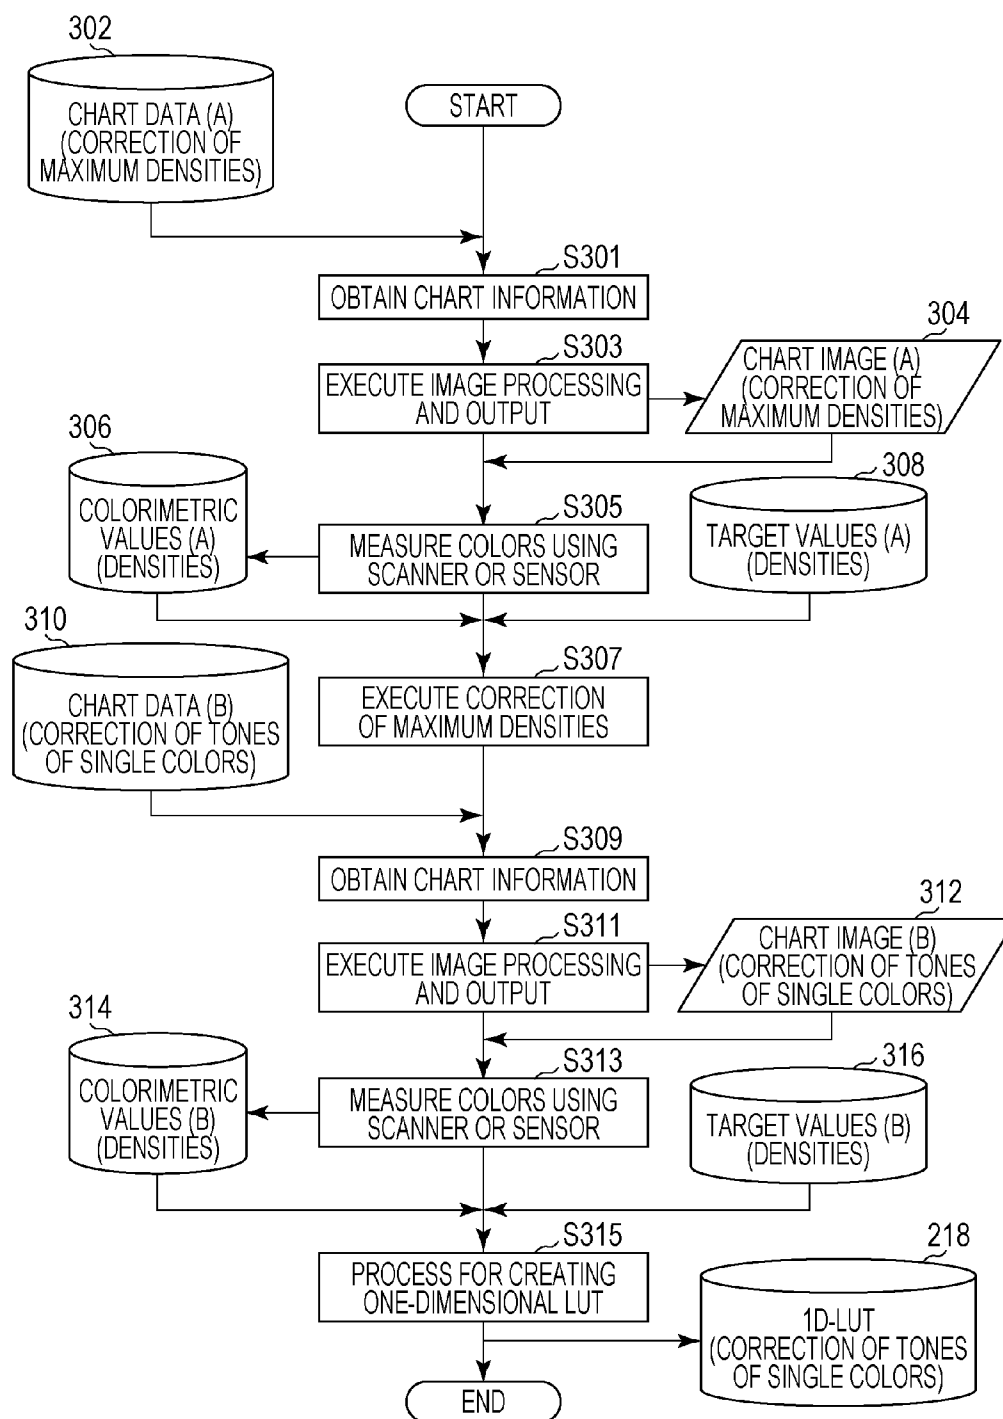 302
CHART DATA (A)
(CORRECTION OF
MAXIMUM DENSITIES)
START
S301
OBTAIN CHART INFORMATION
S303
EXECUTE IMAGE PROCESSING
AND OUTPUT
304
CHART IMAGE (A)
(CORRECTION OF
MAXIMUM DENSITIES)
306
COLORIMETRIC
VALUES (A)
(DENSITIES)
S305
MEASURE COLORS USING
SCANNER OR SENSOR
308
TARGET VALUES (A)
(DENSITIES)
310
CHART DATA (B)
(CORRECTION OF TONES
OF SINGLE COLORS)
S307
EXECUTE CORRECTION
OF MAXIMUM DENSITIES
S309
OBTAIN CHART INFORMATION
S311
EXECUTE IMAGE PROCESSING
AND OUTPUT
312
CHART IMAGE (B)
(CORRECTION OF TONES
OF SINGLE COLORS)
314
COLORIMETRIC
VALUES (B)
(DENSITIES)
S313
MEASURE COLORS USING
SCANNER OR SENSOR
316
TARGET VALUES (B)
(DENSITIES)
S315
PROCESS FOR CREATING
ONE-DIMENSIONAL LUT
218
1D-LUT
(CORRECTION OF TONES
OF SINGLE COLORS)
END